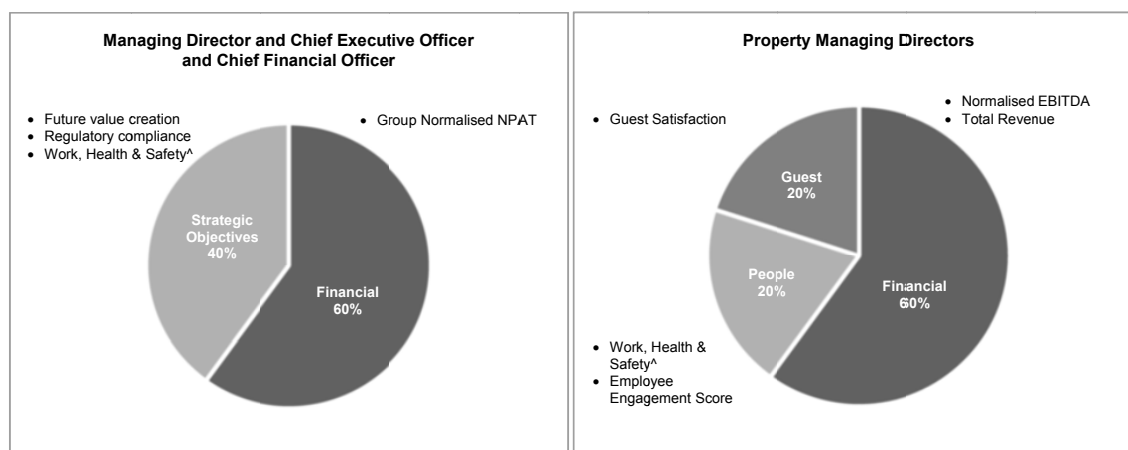 Managing Director and Chief Executive Officer
and Chief Financial Officer
• Future value creation
• Regulatory compliance
• Work, Health & Safety^
• Group Normalised NPAT
Strategic
Objectives
40%
Financial
60%
Property Managing Directors
• Guest Satisfaction
• Normalised EBITDA
• Total Revenue
Guest
20%
People
20%
Financial
60%
• Work, Health &
Safety^
• Employee
Engagement Score